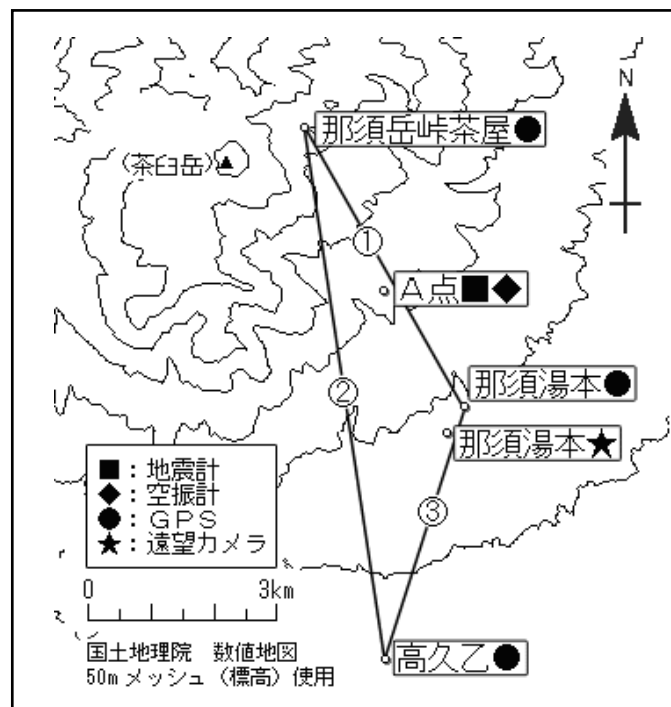 N
那須岳峠茶屋●
(茶臼岳)▲
①
A点■◆
②
那須湯本●
那須湯本★
■：地震計
◆：空振計
●：GPS
★：遠望カメラ
③
0 3km
国土地理院 数値地図
50mメッシュ（標高）使用
高久乙●